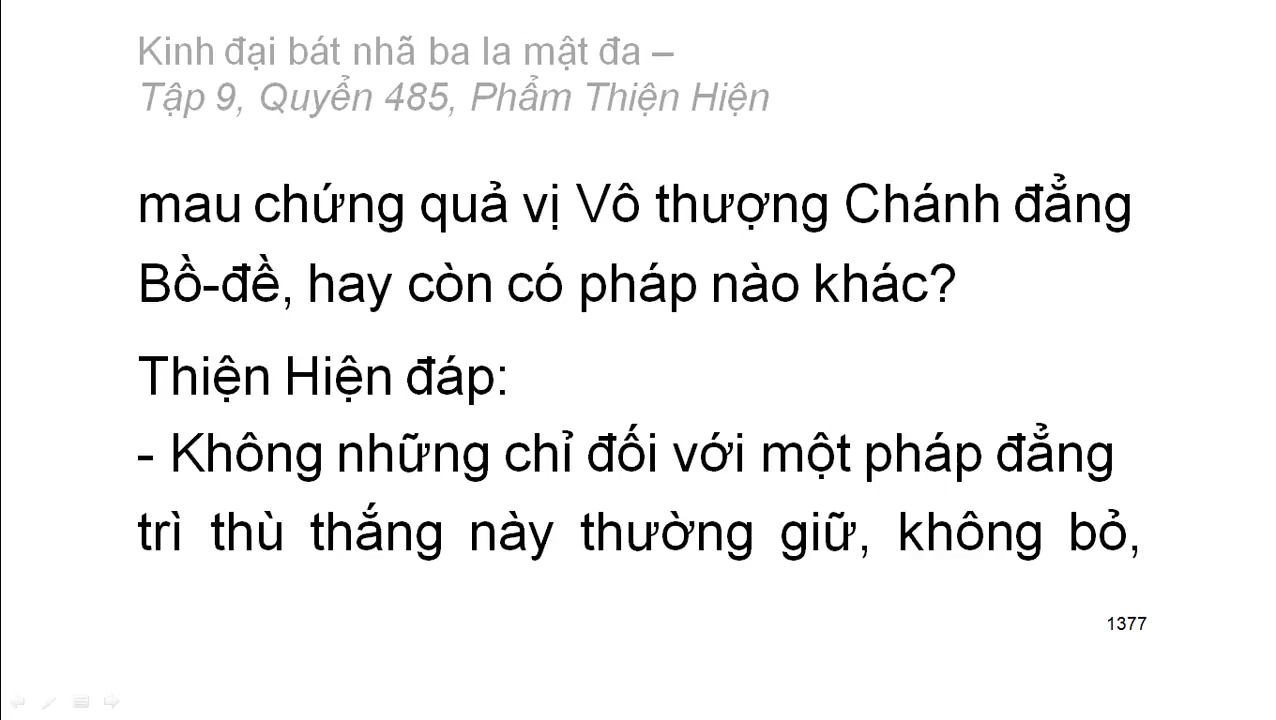 Kinh đại bát nhã ba la mật đa –
Tập 9, Quyển 485, Phẩm Thiện Hiện
mau chứng quả vị Vô thượng Chánh đẳng
Bồ-đề, hay còn có pháp nào khác?
Thiện Hiện đáp:
- Không những chỉ đối với một pháp đẳng
trì thù thắng này thường giữ, không bỏ,
1377